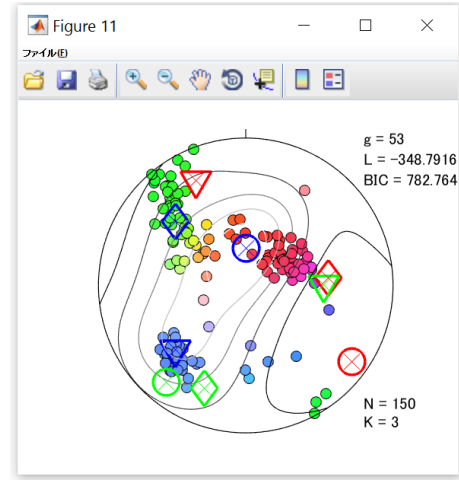 Figure 11
ファイル(F)
g = 53
L = -348.7916
BIC = 782.764
N = 150
K = 3